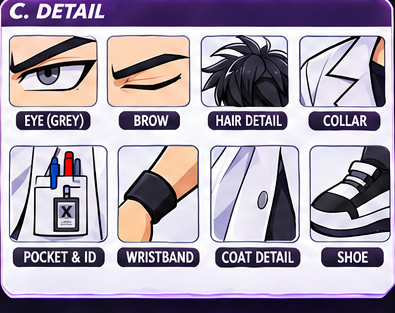 C. DETAIL
EYE (GREY)
BROW
HAIR DETAIL
COLLAR
X
POCKET & ID
WRISTBAND
COAT DETAIL
SHOE